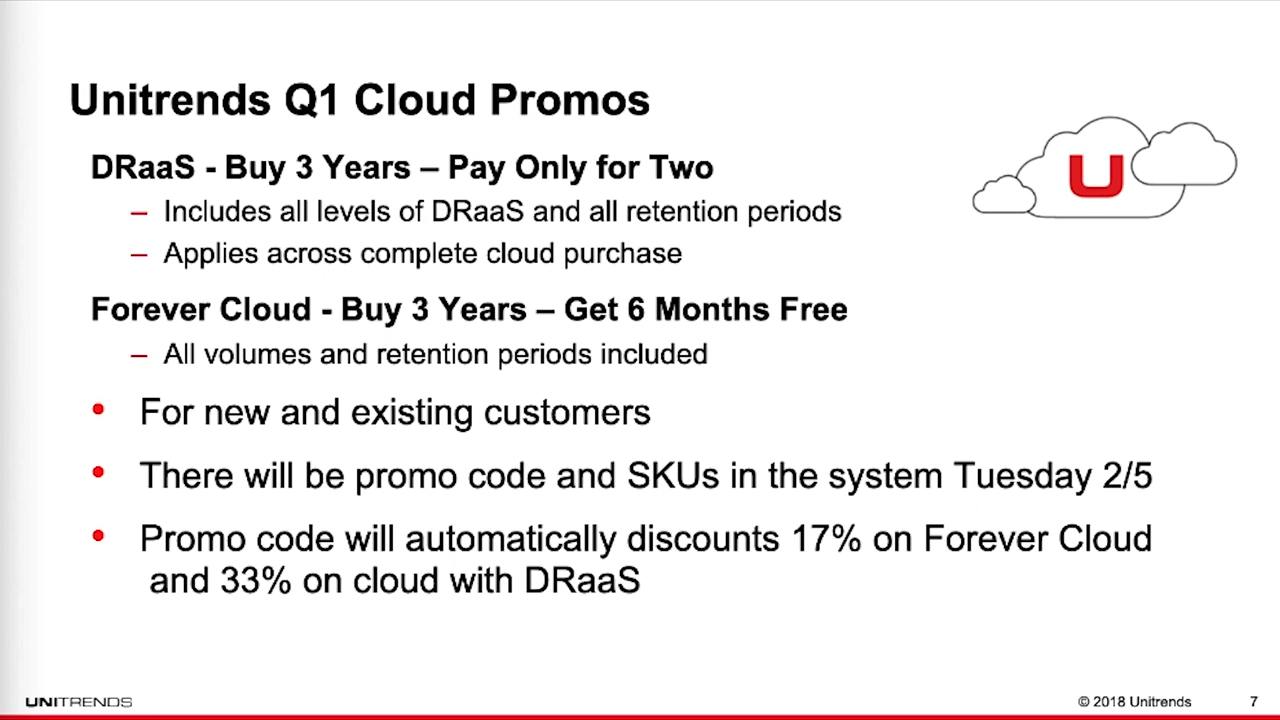 Unitrends Q1 Cloud Promos
DRaaS - Buy 3 Years – Pay Only for Two
– Includes all levels of DRaaS and all retention periods
– Applies across complete cloud purchase
U
Forever Cloud - Buy 3 Years – Get 6 Months Free
– All volumes and retention periods included
• For new and existing customers
• There will be promo code and SKUs in the system Tuesday 2/5
• Promo code will automatically discounts 17% on Forever Cloud
and 33% on cloud with DRaaS
UNITRENDS
© 2018 Unitrends
7